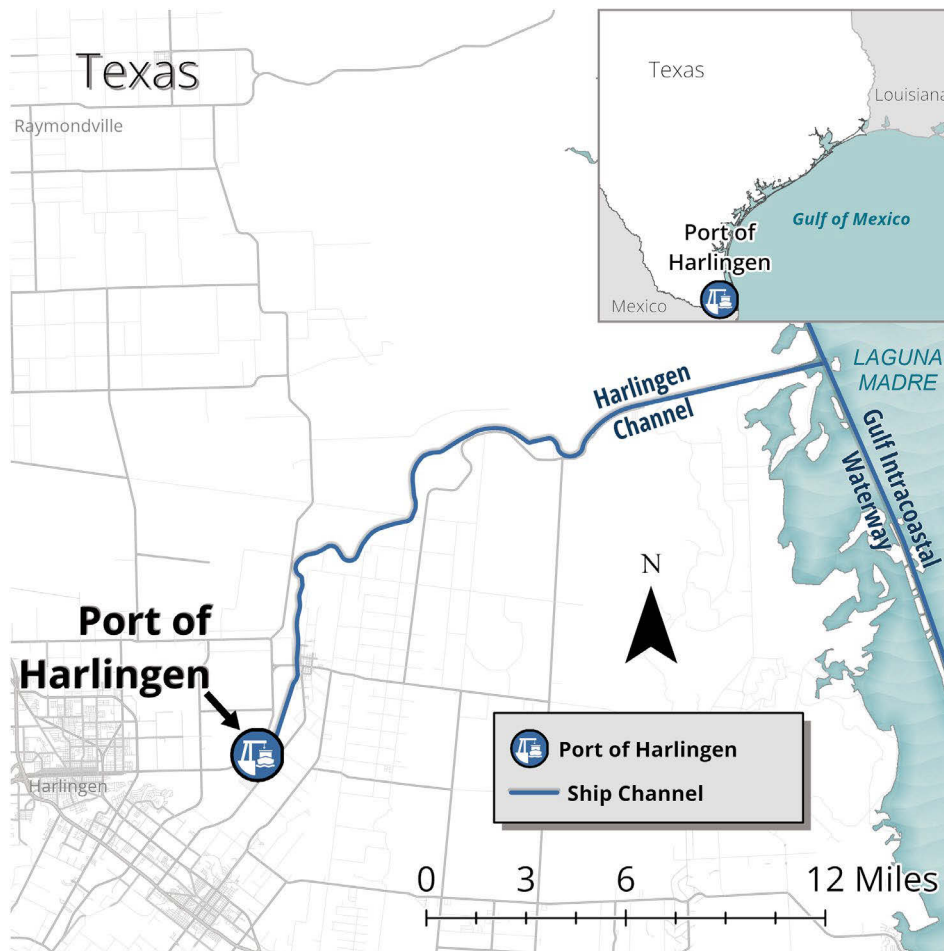 Texas
Raymondville
Texas
Louisiana
Gulf of Mexico
Port of
Harlingen
Mexico
LAGUNA
MADRE
Harlingen
Channel
Gulf Intracoastal
Waterway
N
Port of
Harlingen
Harlingen
Port of Harlingen
Ship Channel
0 3 6 12 Miles